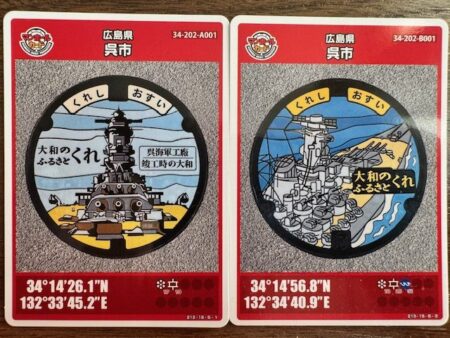 広島県
呉市
34-202-A001
くれし おすい
大和の
ふるさと くれ
呉海軍工廠
竣工時の大和
34°14'26.1"N
132°33'45.2"E
広島県
呉市
34-202-B001
くれし おすい
大和の
ふるさと くれ
34°14'56.8"N
132°34'40.9"E